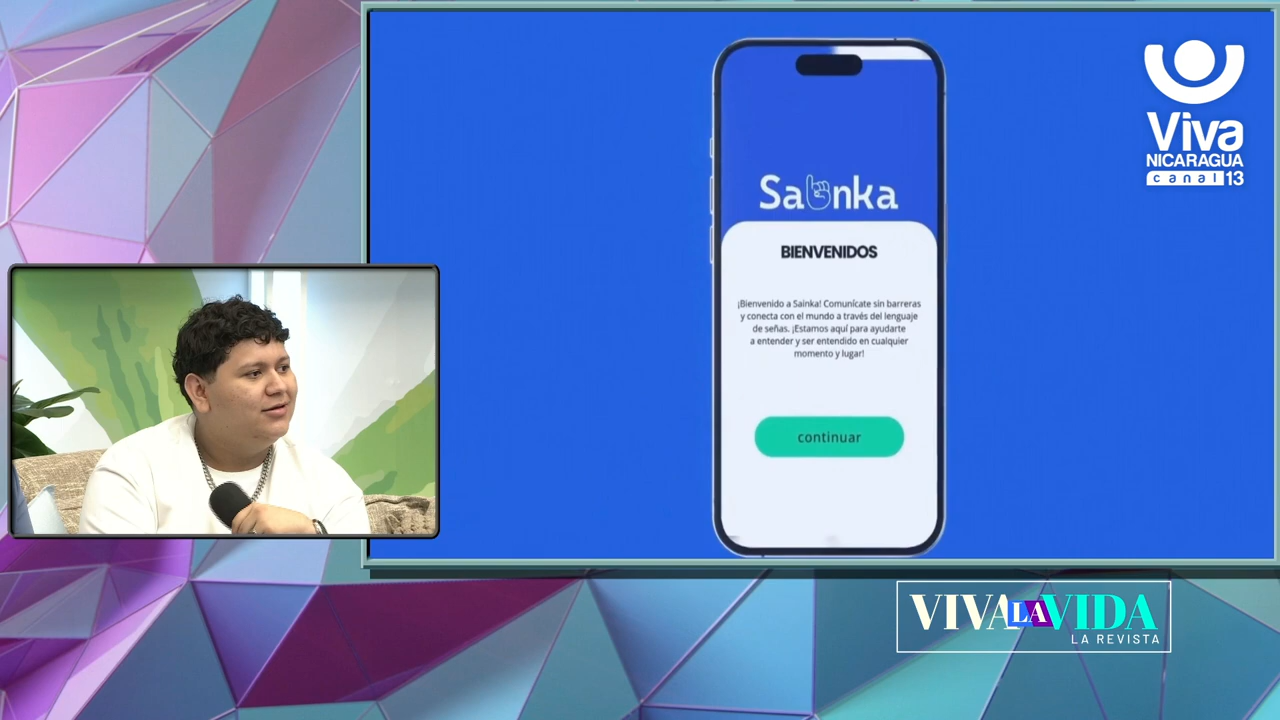 Viva
NICARAGUA
canal 13
Sainka
BIENVENIDOS
¡Bienvenido a Sainka! Comunícate sin barreras
y conecta con el mundo a través del lenguaje
de señas. ¡Estamos aquí para ayudarte
a entender y ser entendido en cualquier
momento y lugar!
continuar
VIVA LA VIDA
LA REVISTA